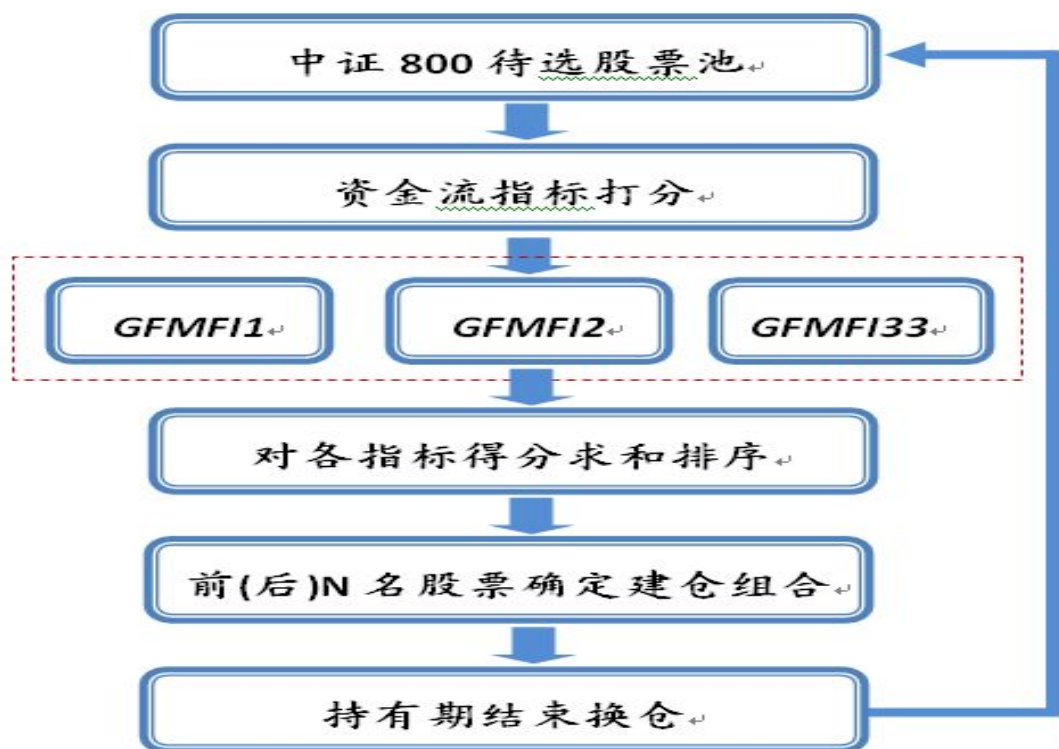 中证 800 待选股票池
资金流指标打分
GFMFI1 GFMFI2 GFMFI33
对各指标得分求和排序
前(后)N 名股票确定建仓组合
持有期结束换仓